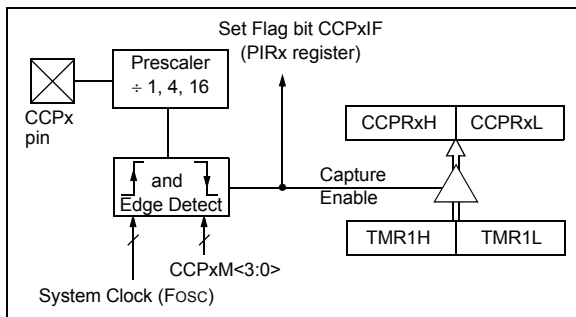 Set Flag bit CCPxIF
(PIRx register)
Prescaler
÷ 1, 4, 16
CCPx
pin
CCPRxH
CCPRxL
and
Edge Detect
Capture
Enable
TMR1H
TMR1L
CCPxM<3:0>
System Clock (FOSC)